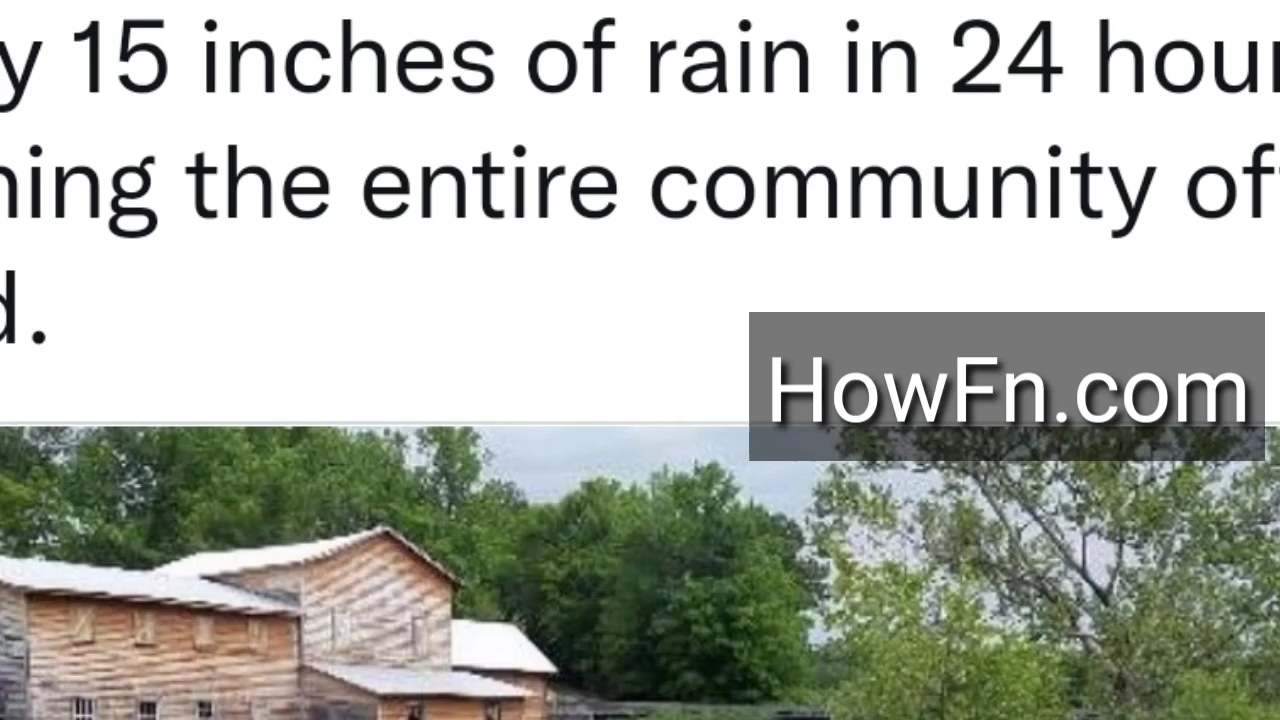 y 15 inches of rain in 24 hour
ning the entire community of
d.
HowFn.com